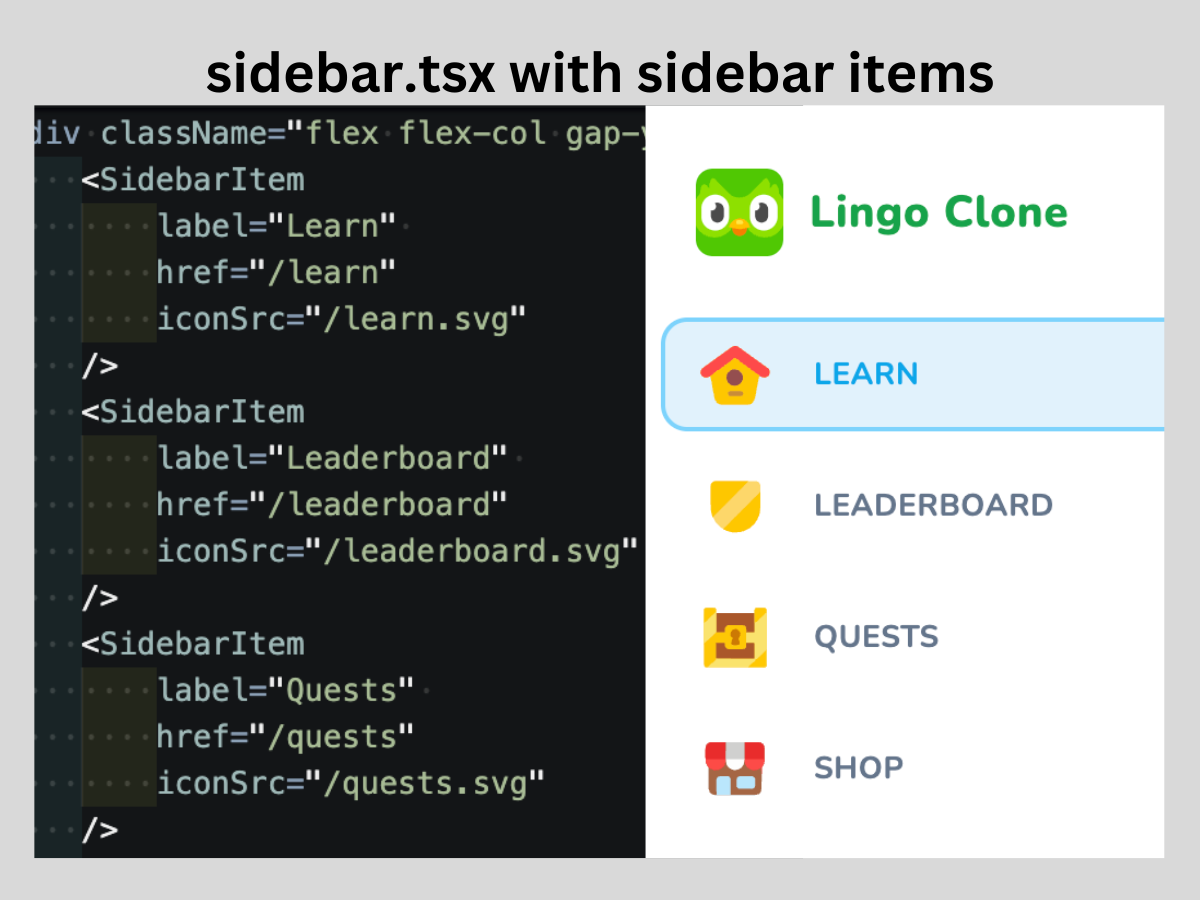 sidebar.tsx with sidebar items
div className="flex flex-col gap-y
<SidebarItem
label="Learn"
href="/learn"
iconSrc="/learn.svg"
/>
<SidebarItem
label="Leaderboard"
href="/leaderboard"
iconSrc="/leaderboard.svg"
/>
<SidebarItem
label="Quests"
href="/quests"
iconSrc="/quests.svg"
/>
Lingo Clone
LEARN
LEADERBOARD
QUESTS
SHOP